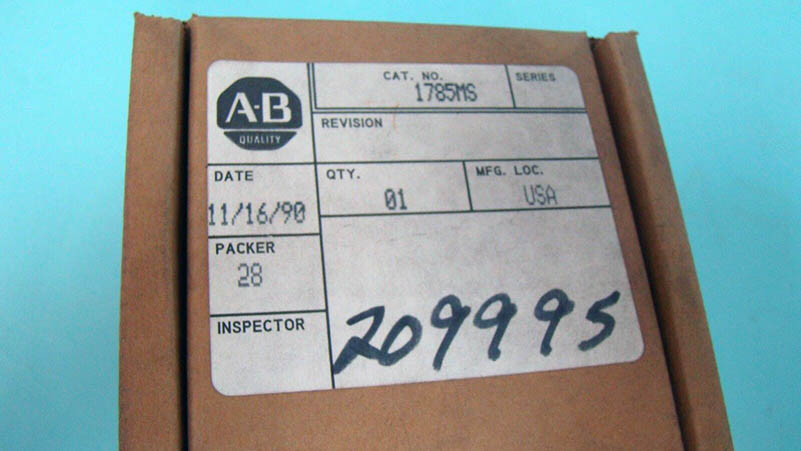 A-B
QUALITY
CAT. NO.
1785MS
SERIES
REVISION
DATE
11/16/90
QTY.
01
MFG. LOC.
USA
PACKER
28
INSPECTOR
209995